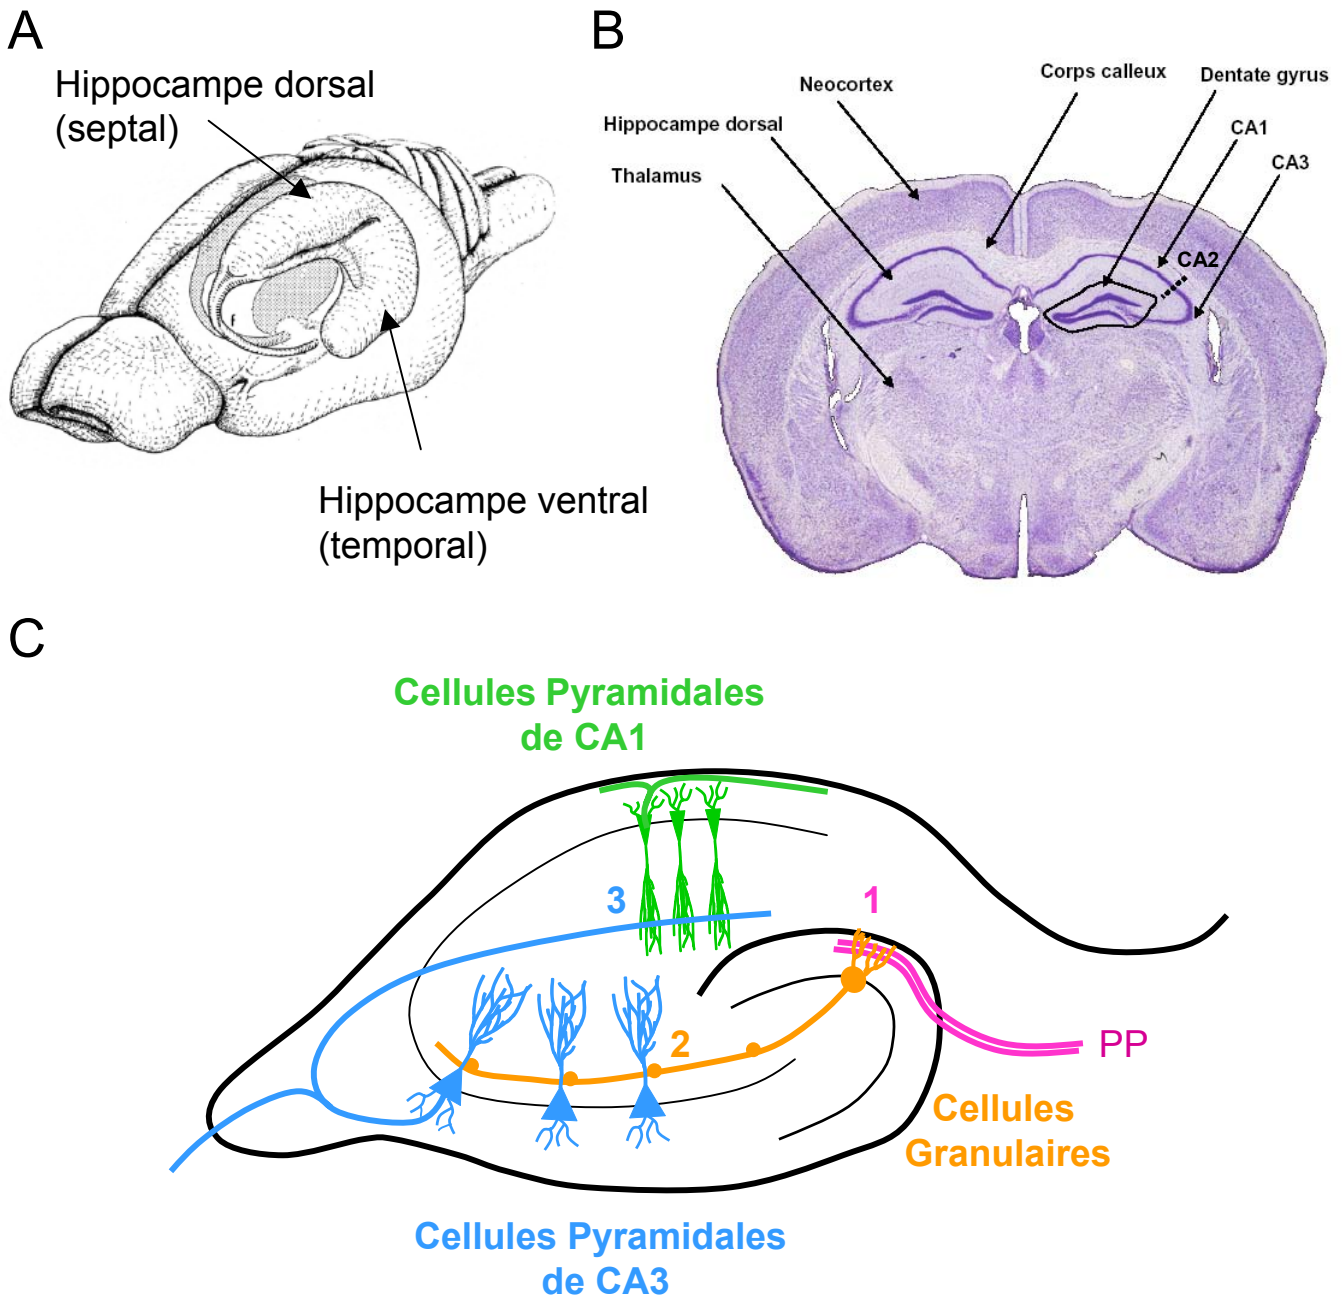 A
Hippocampe dorsal
(septal)
f
Hippocampe ventral
(temporal)
B
Neocortex
Corps calleux
Dentate gyrus
Hippocampe dorsal
CA1
Thalamus
CA3
CA2
C
Cellules Pyramidales
de CA1
3
1
2
PP
Cellules
Granulaires
Cellules Pyramidales
de CA3